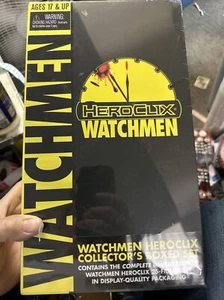 AGES 17 & UP
WARNING:
WATCHMEN
HEROCLIX
WATCHMEN
WATCHMEN HEROCLIX
COLLECTOR'S BOXED SET
CONTAINS THE COMPLETE
WATCHMEN HEROCLIX
IN DISPLAY-QUALITY PACKAGING